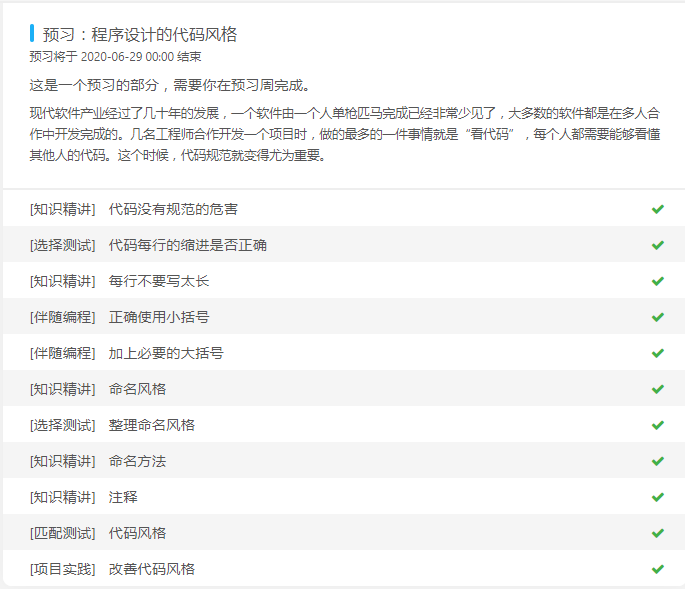 预习：程序设计的代码风格
预习将于 2020-06-29 00:00 结束
这是一个预习的部分，需要你在预习周完成。
现代软件产业经过了几十年的发展，一个软件由一个人单枪匹马完成已经非常少见了，大多数的软件都是在多人合
作中开发完成的。几名工程师合作开发一个项目时，做的最多的一件事情就是“看代码”，每个人都需要能够看懂
其他人的代码。这个时候，代码规范就变得尤为重要。
[知识精讲] 代码没有规范的危害
[选择测试] 代码每行的缩进是否正确
[知识精讲] 每行不要写太长
[伴随编程] 正确使用小括号
[伴随编程] 加上必要的大括号
[知识精讲] 命名风格
[选择测试] 整理命名风格
[知识精讲] 命名方法
[知识精讲] 注释
[匹配测试] 代码风格
[项目实践] 改善代码风格